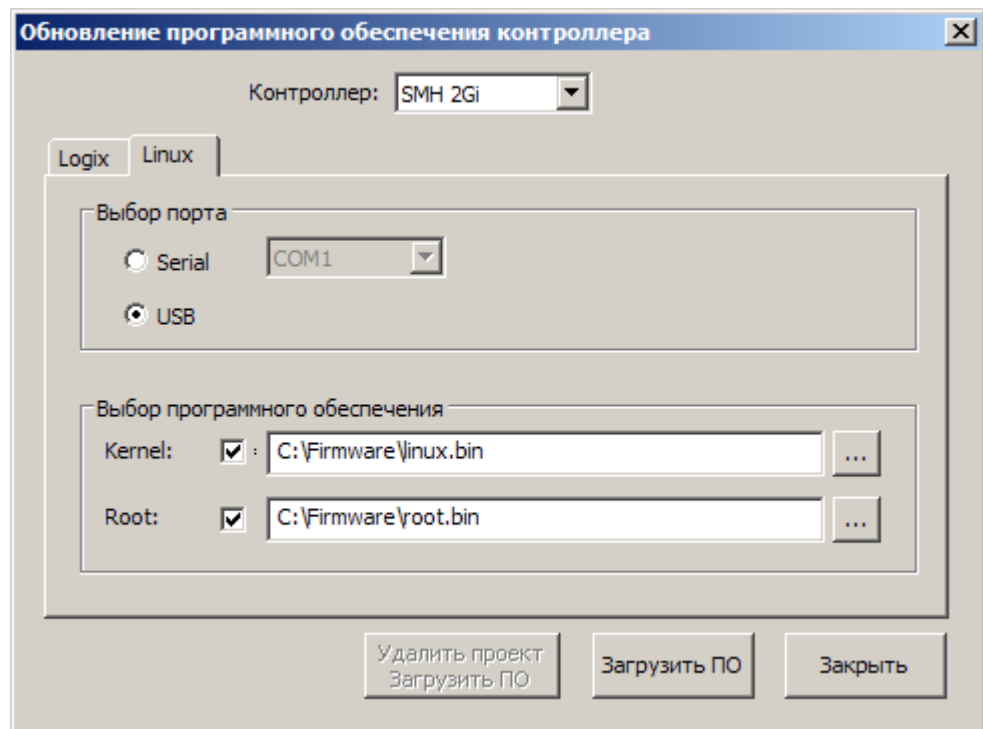 Обновление программного обеспечения контроллера
Контроллер: SMH 2Gi
Logix Linux
Выбор порта
Serial COM1
USB
Выбор программного обеспечения
Kernel: : C:\Firmware\linux.bin ...
Root: C:\Firmware\root.bin ...
Удалить проект
Загрузить ПО
Загрузить ПО
Закрыть